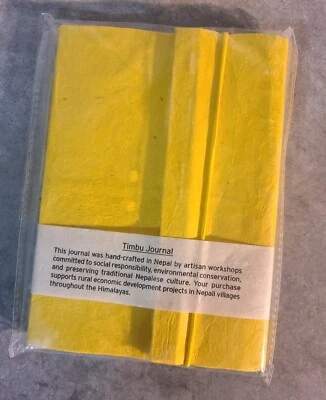 Timbu Journal
This journal was hand-crafted in Nepal by artisan workshops
committed to social responsibility, environmental conservation,
and preserving traditional Nepalese culture. Your purchase
supports rural economic development projects in Nepali villages
throughout the Himalayas.